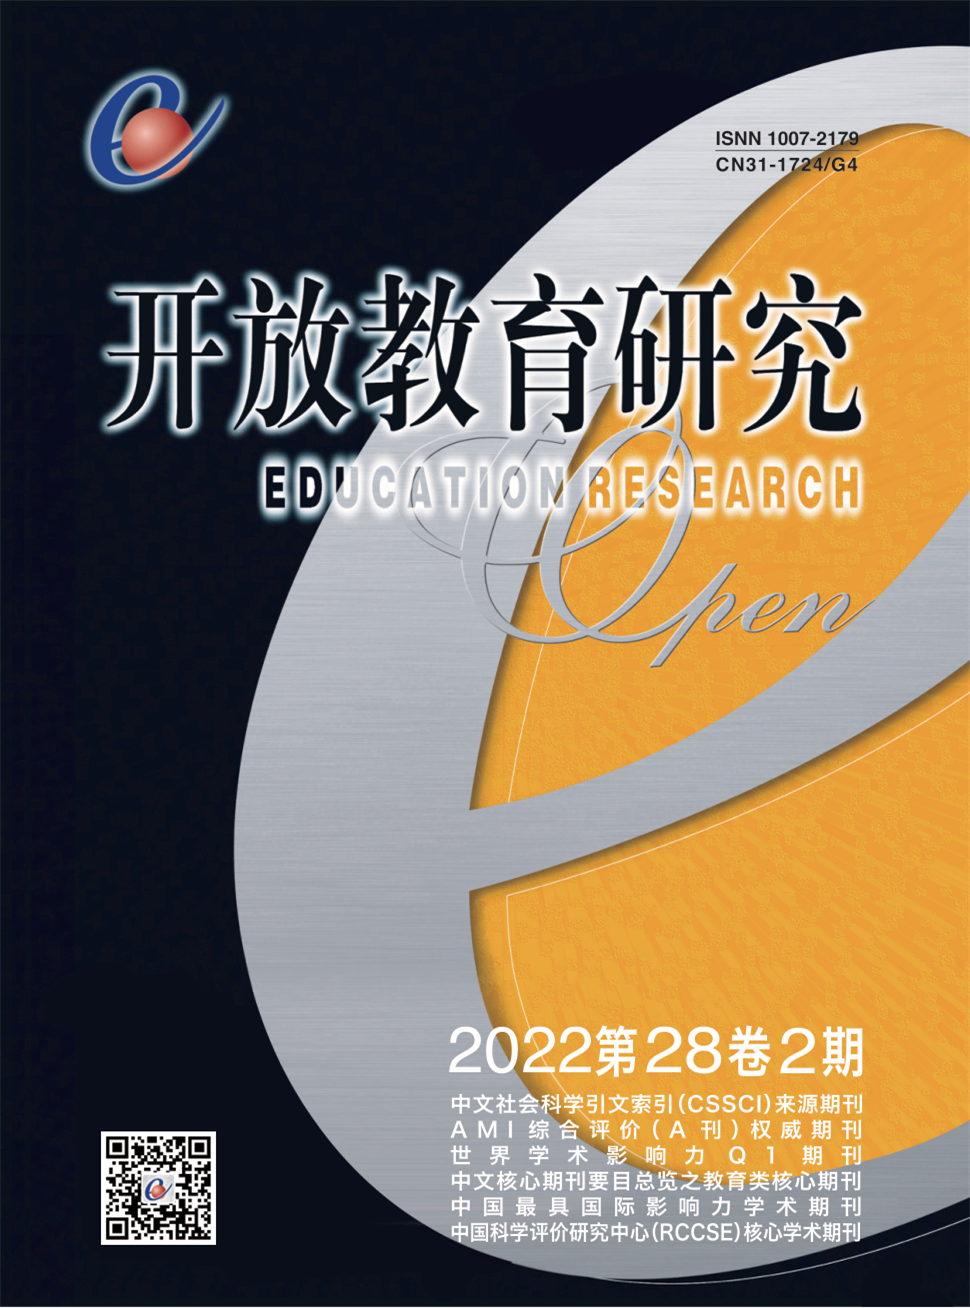 ISNN 1007-2179
CN31-1724/G4
开放教育研究
EDUCATION RESEARCH
Open
2022第28卷2期
中文社会科学引文索引(CSSCI)来源期刊
AMI综合评价(A刊)权威期刊
世界学术影响力Q1期刊
中文核心期刊要目总览之教育类核心期刊
中国最具国际影响力学术期刊
中国科学评价研究中心(RCCSE)核心学术期刊